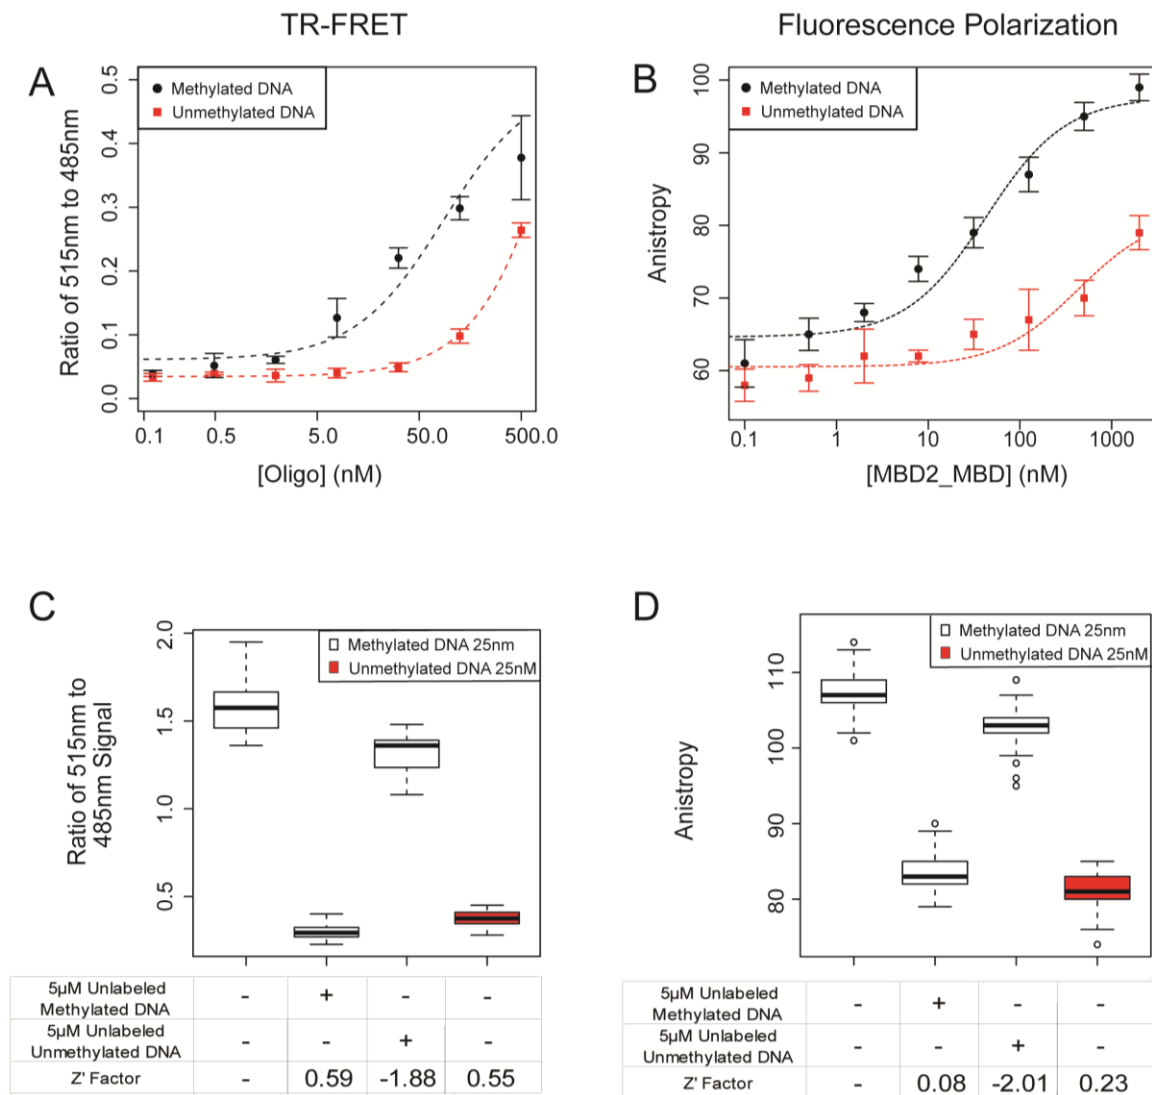 TR-FRET
Fluorescence Polarization
A
Methylated DNA
Unmethylated DNA
Ratio of 515nm to 485nm
0.5
0.4
0.3
0.2
0.1
0.0
0.1 0.5 5.0 50.0 500.0
[Oligo] (nM)
B
Methylated DNA
Unmethylated DNA
Anistropy
100
90
80
70
60
0.1 1 10 100 1000
[MBD2_MBD] (nM)
C
Methylated DNA 25nm
Unmethylated DNA 25nM
Ratio of 515nm to
485nm Signal
2.0
1.5
1.0
0.5
5µM Unlabeled
Methylated DNA
- + - -
5µM Unlabeled
Unmethylated DNA
- - + -
Z' Factor - 0.59 -1.88 0.55
D
Methylated DNA 25nm
Unmethylated DNA 25nM
Anistropy
110
100
90
80
5µM Unlabeled
Methylated DNA
- + - -
5µM Unlabeled
Unmethylated DNA
- - + -
Z' Factor - 0.08 -2.01 0.23